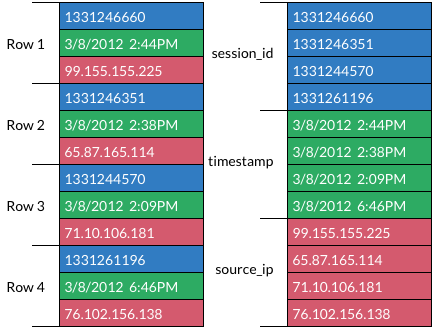 Row 1
1331246660
3/8/2012 2:44PM
99.155.155.225
Row 2
1331246351
3/8/2012 2:38PM
65.87.165.114
Row 3
1331244570
3/8/2012 2:09PM
71.10.106.181
Row 4
1331261196
3/8/2012 6:46PM
76.102.156.138
session_id
1331246660
1331246351
1331244570
1331261196
timestamp
3/8/2012 2:44PM
3/8/2012 2:38PM
3/8/2012 2:09PM
3/8/2012 6:46PM
source_ip
99.155.155.225
65.87.165.114
71.10.106.181
76.102.156.138